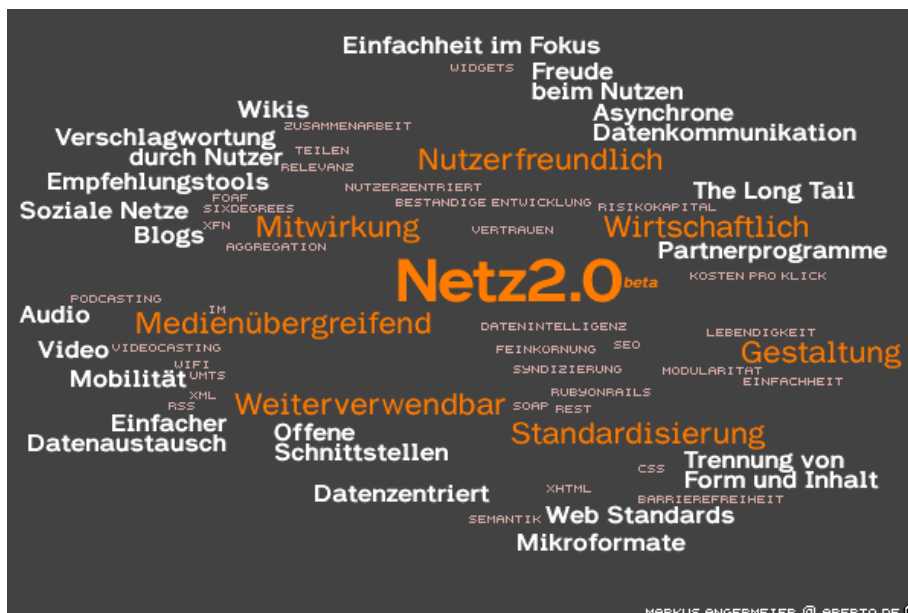 Einfachheit im Fokus
WIDGETS
Freude
beim Nutzen
Wikis
Asynchrone
Datenkommunikation
ZUSAMMENARBEIT
Verschlagwortung
durch Nutzer
TEILEN
RELEVANZ
Nutzerfreundlich
Empfehlungstools
NUTZERZENTRIERT
The Long Tail
FOAF
SIXDEGREES
BESTANDIGE ENTWICKLUNG
RISIKOKAPITAL
Soziale Netze
XFN
Mitwirkung
VERTRAUEN
Wirtschaftlich
Blogs
AGGREGATION
Partnerprogramme
Netz2.0 beta
KOSTEN PRO KLICK
PODCASTING
IM
Audio
Medienübergreifend
DATENINTELLIGENZ
LEBENDIGKEIT
Video
VIDEOCASTING
FEINKORNUNG
SEO
Gestaltung
WIFI
SYNDIZIERUNG
MODULARITAT
Mobilität
UMTS
EINFACHHEIT
XML
RSS
RUBYONRAILS
Weiterverwendbar
SOAP
REST
Einfacher
Datenaustausch
Offene
Schnittstellen
Standardisierung
CSS
Trennung von
Form und Inhalt
Datenzentriert
XHTML
BARRIEREFREIHEIT
SEMANTIK
Web Standards
Mikroformate
MARKUS ANGERMEIER @ APERTO.DE